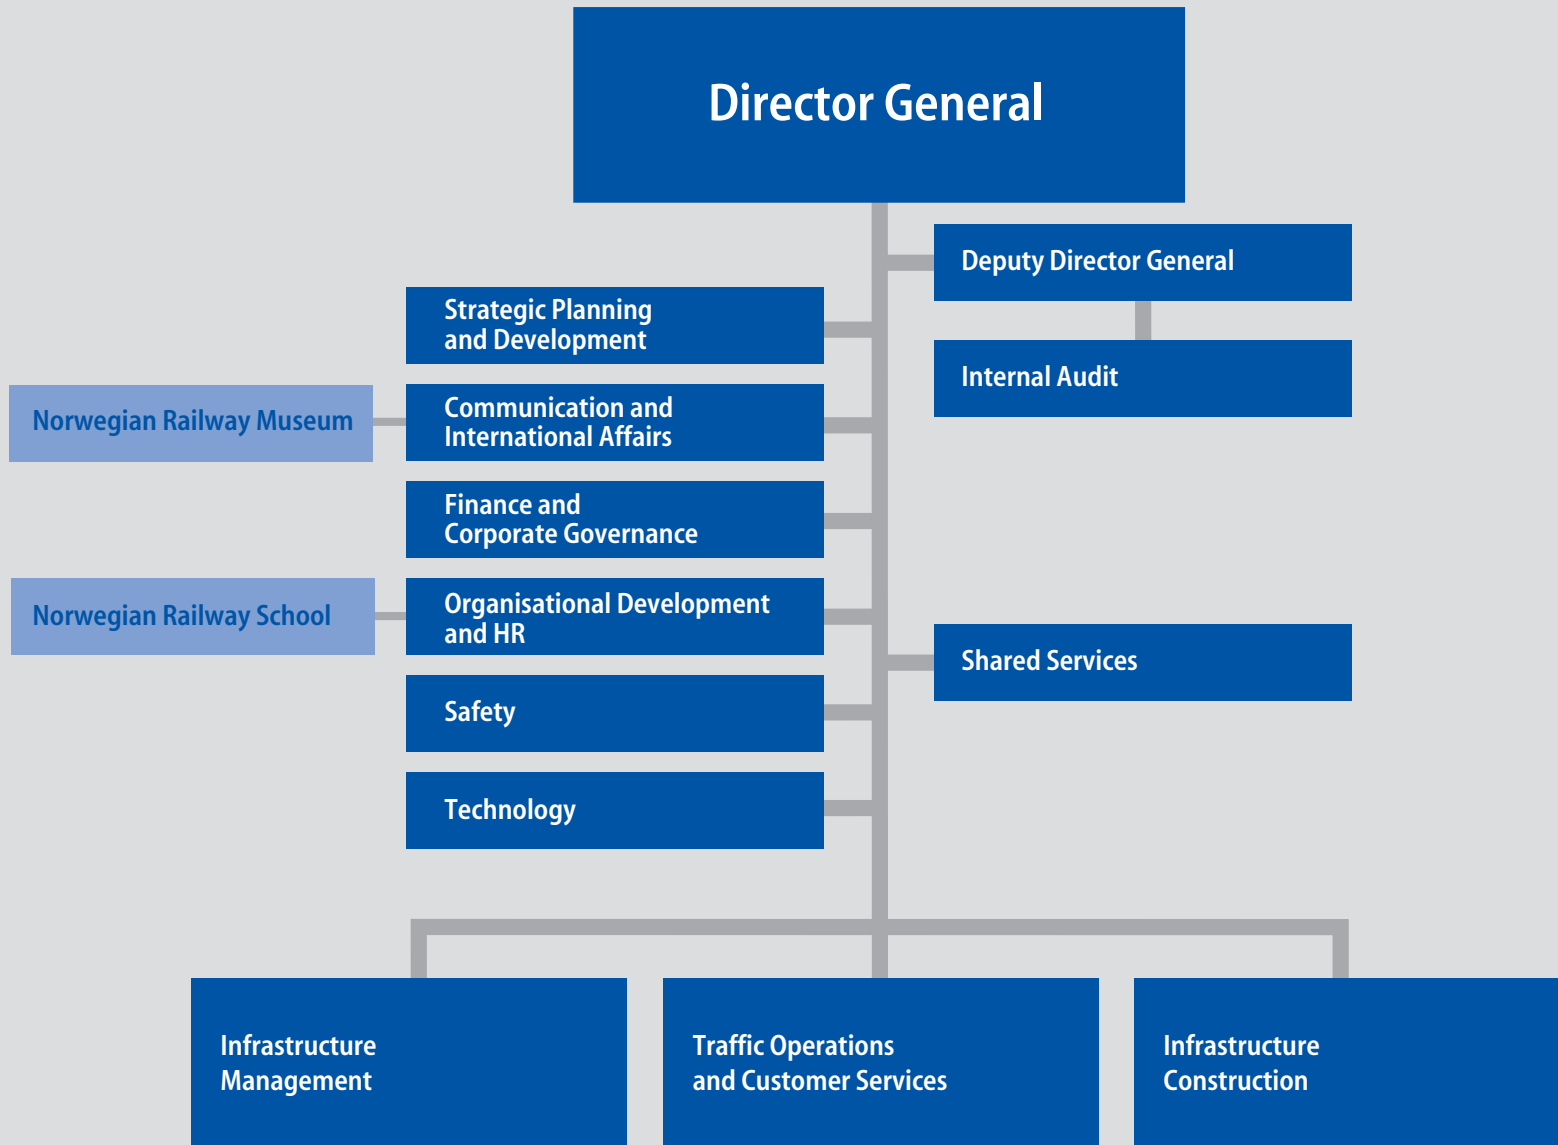 Director General
Deputy Director General
Strategic Planning
and Development
Internal Audit
Norwegian Railway Museum
Communication and
International Affairs
Finance and
Corporate Governance
Norwegian Railway School
Organisational Development
and HR
Shared Services
Safety
Technology
Infrastructure
Management
Traffic Operations
and Customer Services
Infrastructure
Construction